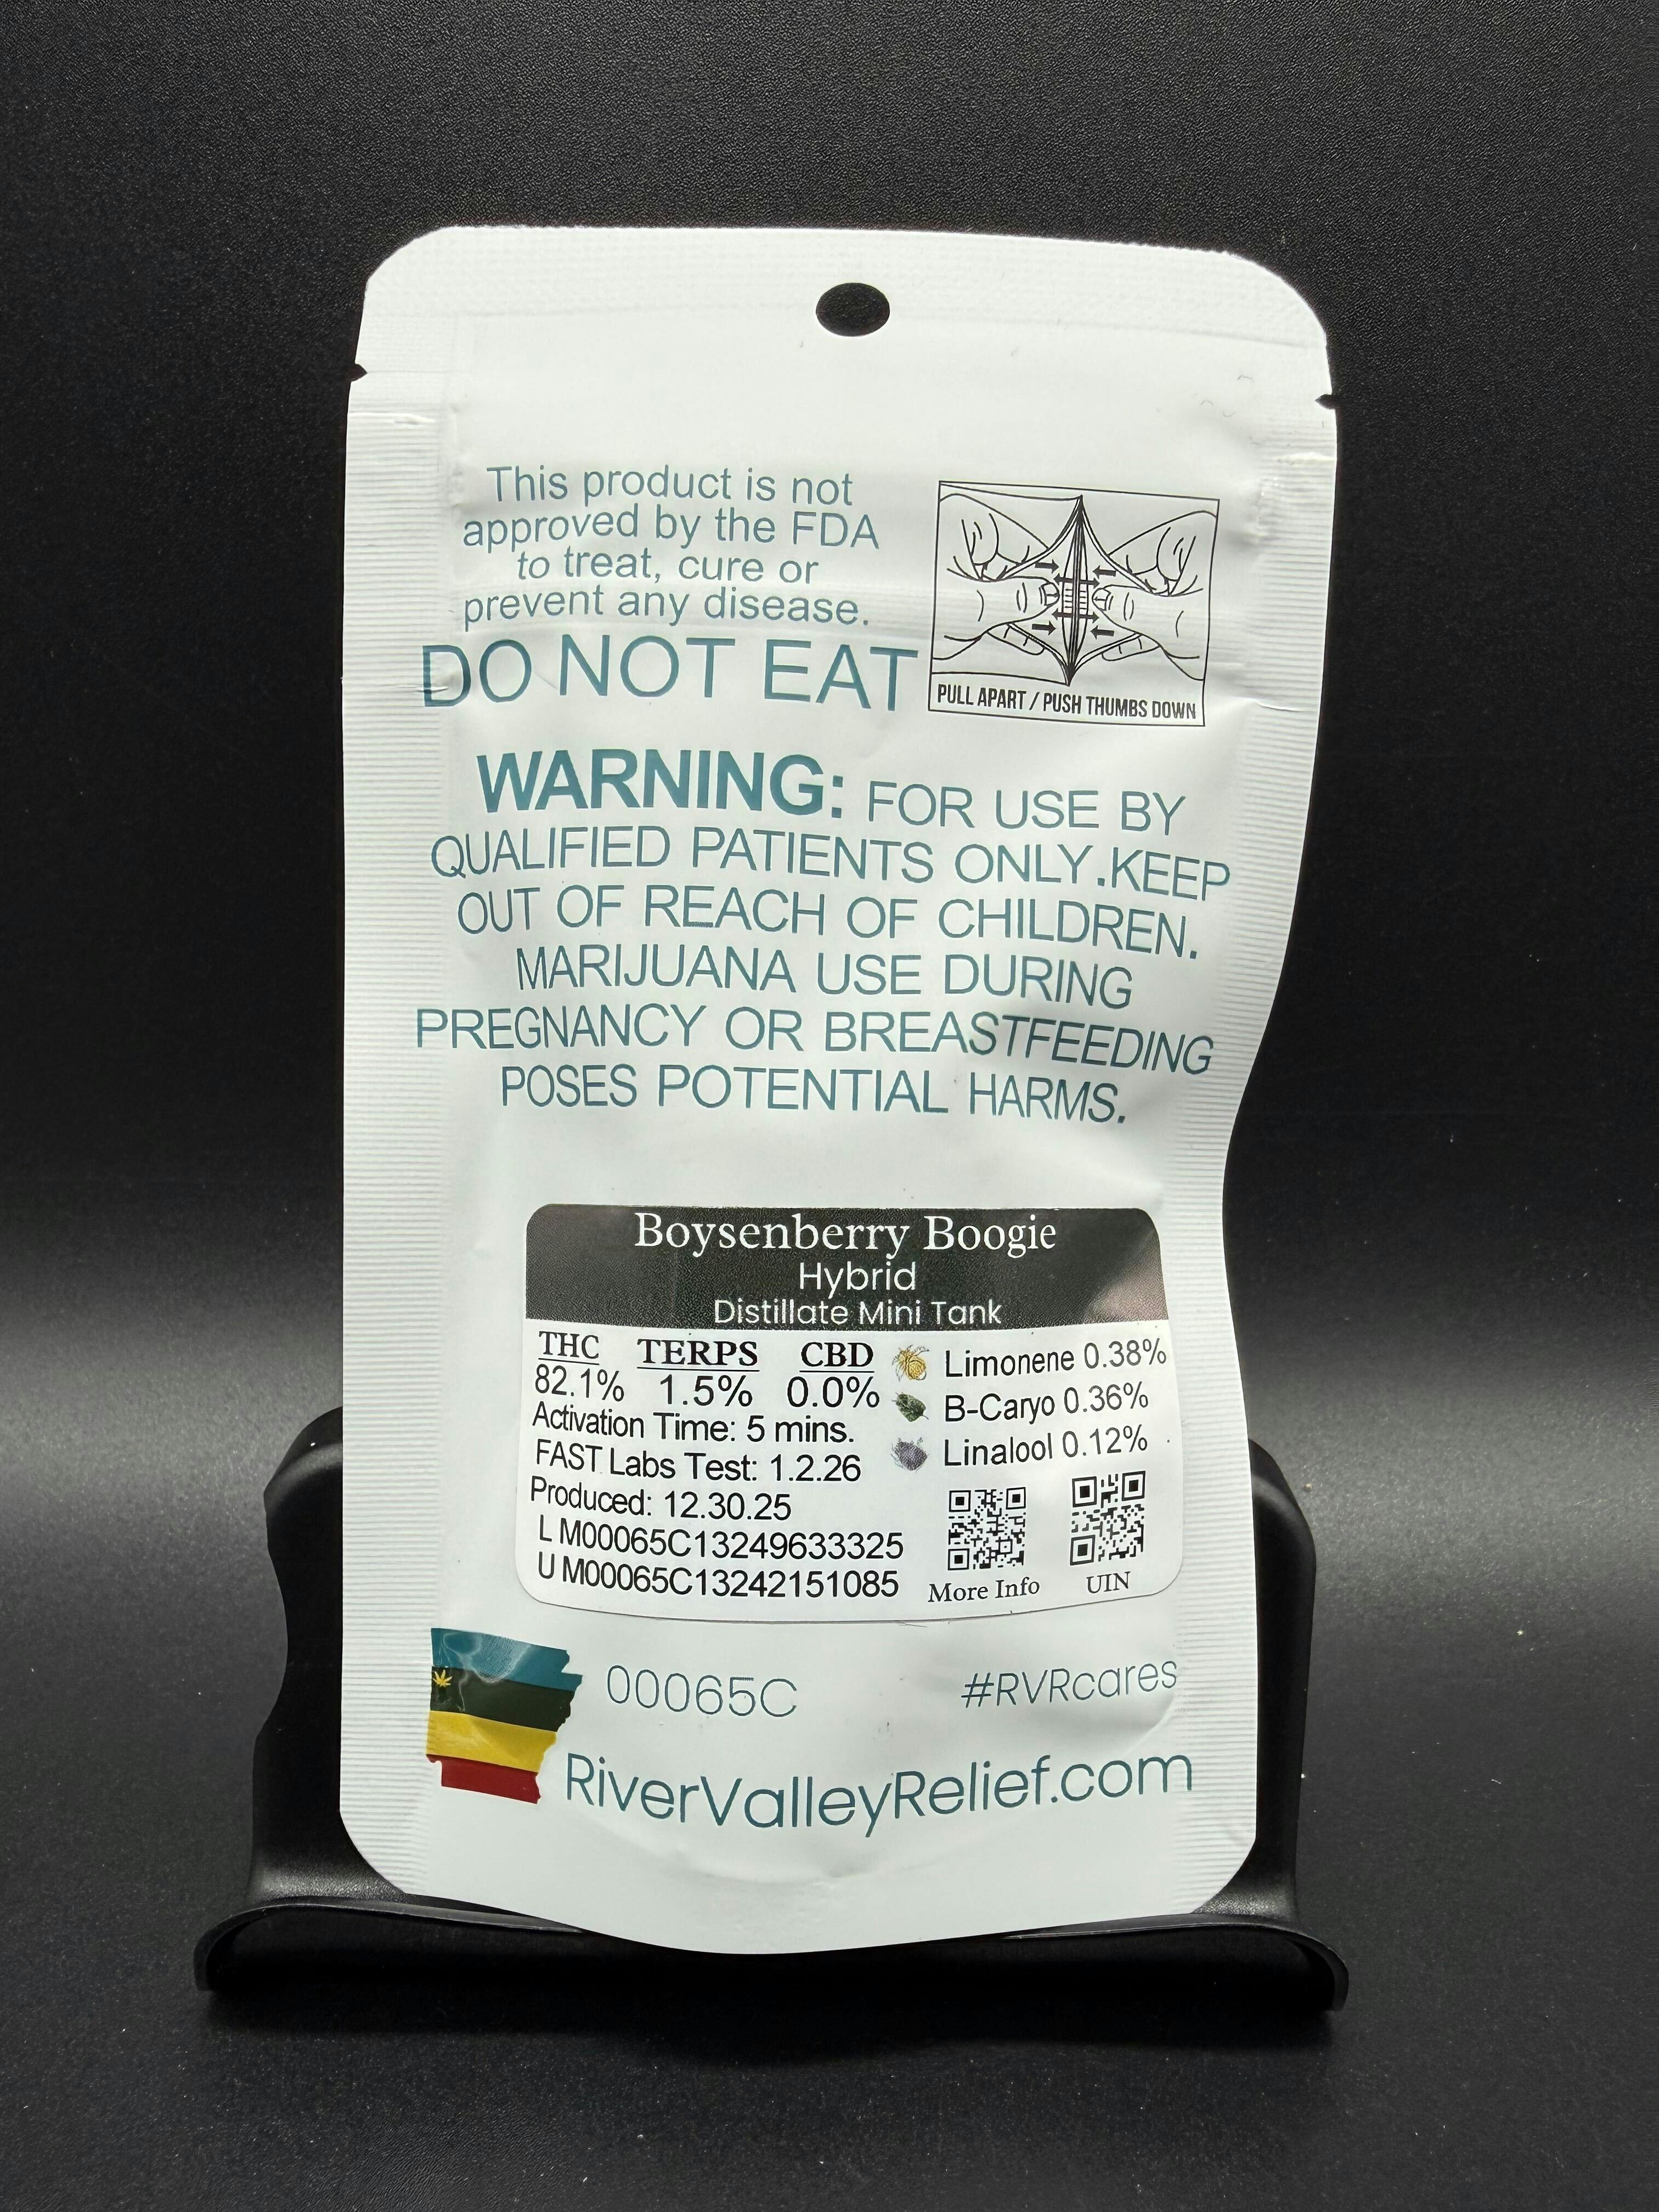 This product is not
approved by the FDA
to treat, cure or
prevent any disease.
DO NOT EAT
PULL APART / PUSH THUMBS DOWN
WARNING: FOR USE BY
QUALIFIED PATIENTS ONLY.KEEP
OUT OF REACH OF CHILDREN.
MARIJUANA USE DURING
PREGNANCY OR BREASTFEEDING
POSES POTENTIAL HARMS.
Boysenberry Boogie
Hybrid
Distillate Mini Tank
THC TERPS CBD
82.1% 1.5% 0.0%
Activation Time: 5 mins.
FAST Labs Test: 1.2.26
Produced: 12.30.25
L M00065C13249633325
U M00065C13242151085
Limonene 0.38%
B-Caryo 0.36%
Linalool 0.12%
More Info
UIN
00065C
#RVRcares
RiverValleyRelief.com